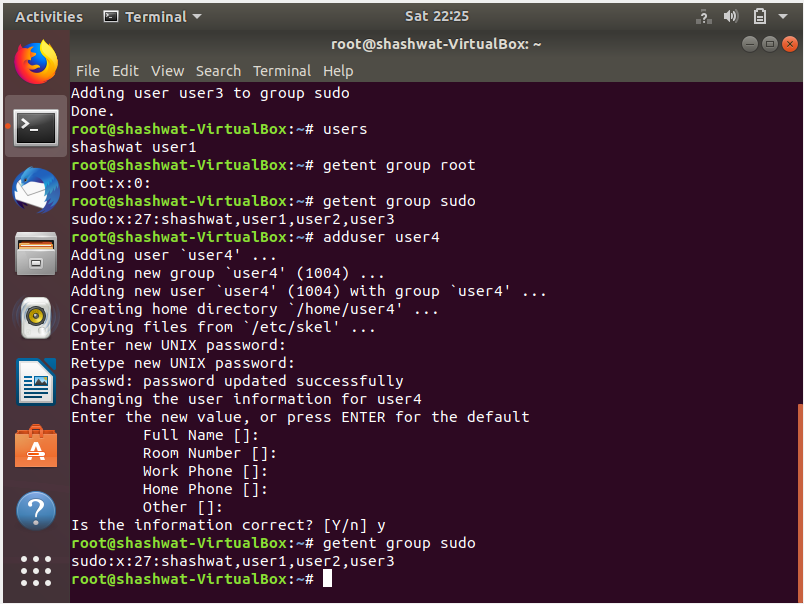 Activities Terminal Sat 22:25
root@shashwat-VirtualBox: ~
File Edit View Search Terminal Help
Adding user user3 to group sudo
Done.
root@shashwat-VirtualBox:~# users
shashwat user1
root@shashwat-VirtualBox:~# getent group root
root:x:0:
root@shashwat-VirtualBox:~# getent group sudo
sudo:x:27:shashwat,user1,user2,user3
root@shashwat-VirtualBox:~# adduser user4
Adding user `user4' ...
Adding new group `user4' (1004) ...
Adding new user `user4' (1004) with group `user4' ...
Creating home directory `/home/user4' ...
Copying files from `/etc/skel' ...
Enter new UNIX password:
Retype new UNIX password:
passwd: password updated successfully
Changing the user information for user4
Enter the new value, or press ENTER for the default
Full Name []:
Room Number []:
Work Phone []:
Home Phone []:
Other []:
Is the information correct? [Y/n] y
root@shashwat-VirtualBox:~# getent group sudo
sudo:x:27:shashwat,user1,user2,user3
root@shashwat-VirtualBox:~#